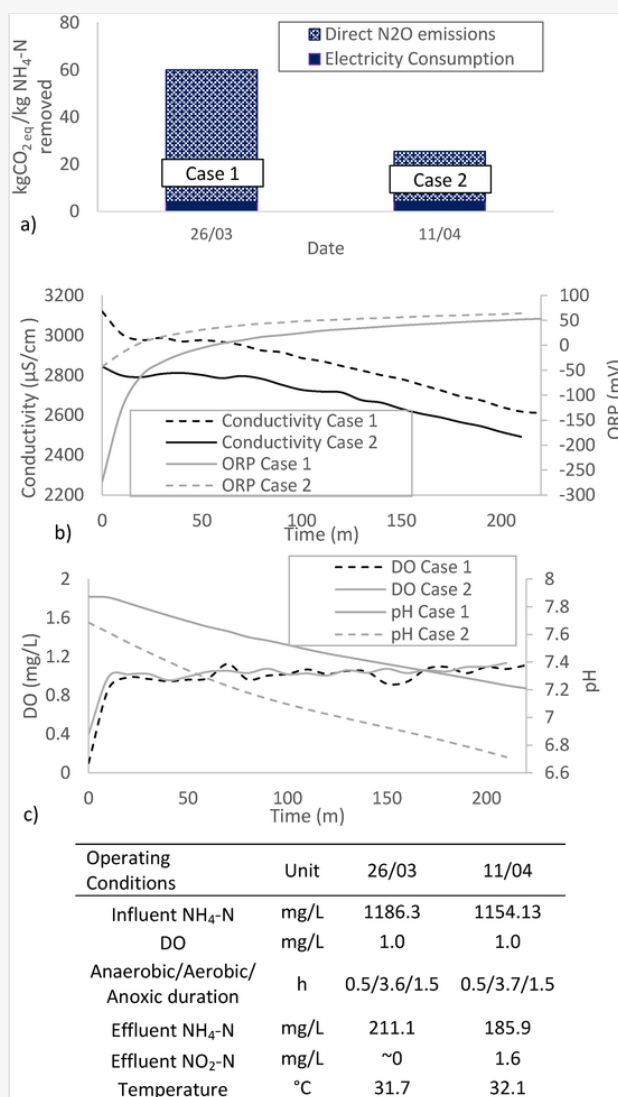 80
60
40
20
0
kgCO2 eq/kg NH4-N
removed
Direct N2O emissions
Electricity Consumption
Case 1
Case 2
26/03
11/04
Date
a)
3200
3000
2800
2600
2400
2200
Conductivity (µS/cm)
100
50
0
-50
-100
-150
-200
-250
-300
ORP (mV)
Conductivity Case 1
Conductivity Case 2
ORP Case 1
ORP Case 2
0
50
100
150
200
Time (m)
b)
2
1.6
1.2
0.8
0.4
0
DO (mg/L)
8
7.8
7.6
7.4
7.2
7
6.8
6.6
pH
DO Case 1
DO Case 2
pH Case 1
pH Case 2
0
50
100
150
200
Time (m)
c)
Operating
Conditions Unit 26/03 11/04
Influent NH4-N mg/L 1186.3 1154.13
DO mg/L 1.0 1.0
Anaerobic/Aerobic/
Anoxic duration h 0.5/3.6/1.5 0.5/3.7/1.5
Effluent NH4-N mg/L 211.1 185.9
Effluent NO2-N mg/L ~0 1.6
Temperature °C 31.7 32.1